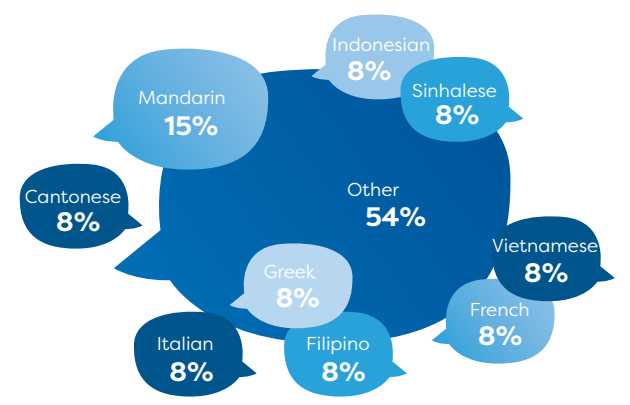 Indonesian
8%
Sinhalese
8%
Mandarin
15%
Cantonese
8%
Other
54%
Vietnamese
8%
Greek
8%
French
8%
Italian
8%
Filipino
8%